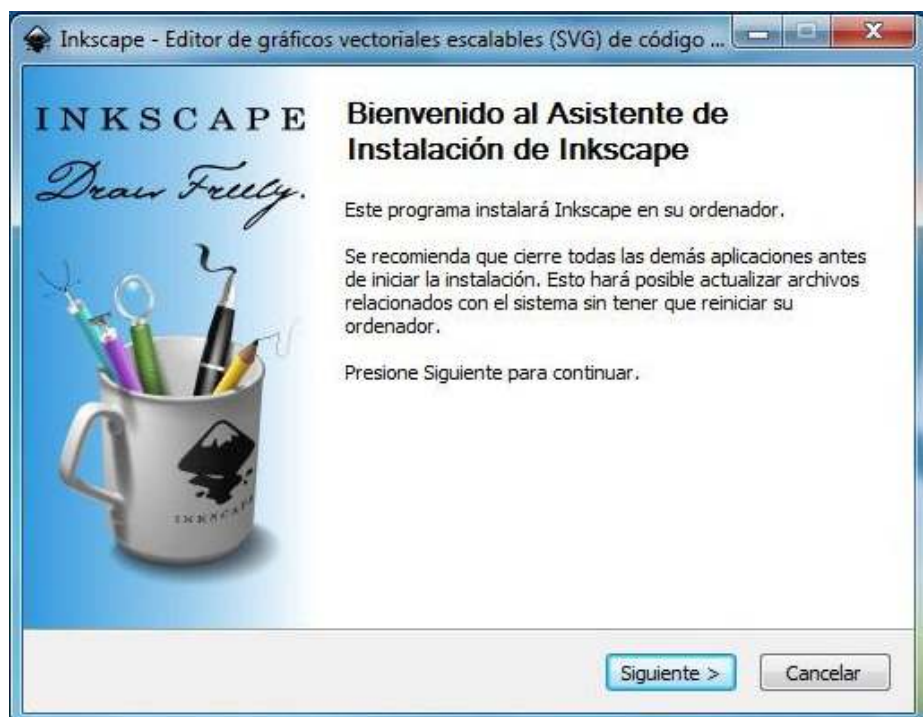 Inkscape - Editor de gráficos vectoriales escalables (SVG) de código ...
INKSCAPE
Draw Freely.
Bienvenido al Asistente de
Instalación de Inkscape
Este programa instalará Inkscape en su ordenador.
Se recomienda que cierre todas las demás aplicaciones antes
de iniciar la instalación. Esto hará posible actualizar archivos
relacionados con el sistema sin tener que reiniciar su
ordenador.
Presione Siguiente para continuar.
INKSCAPE
Siguiente >
Cancelar